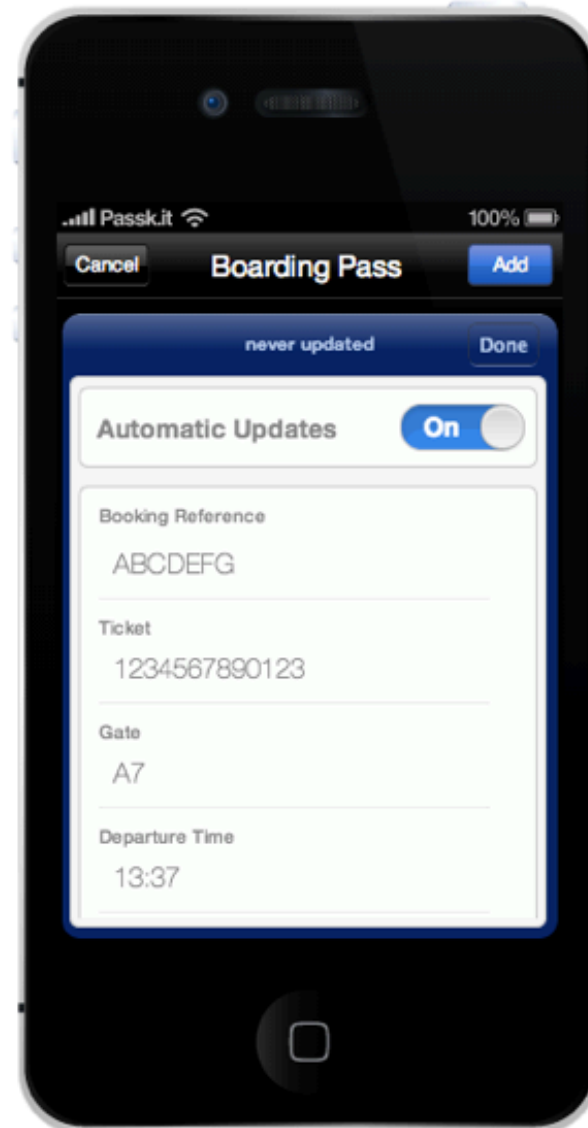 Passk.it 100%
Cancel Boarding Pass Add
never updated Done
Automatic Updates On
Booking Reference
ABCDEFG
Ticket
1234567890123
Gate
A7
Departure Time
13:37